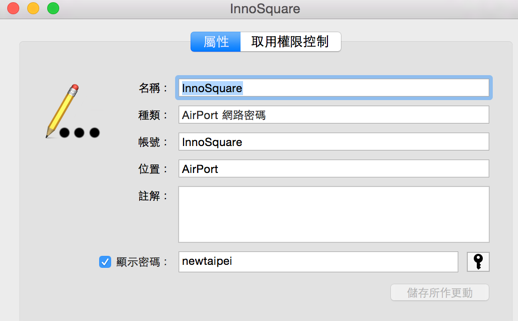 InnoSquare
屬性 取用權限控制
名稱： InnoSquare
種類： AirPort 網路密碼
帳號： InnoSquare
位置： AirPort
註解：
顯示密碼： newtaipei
儲存所作更動